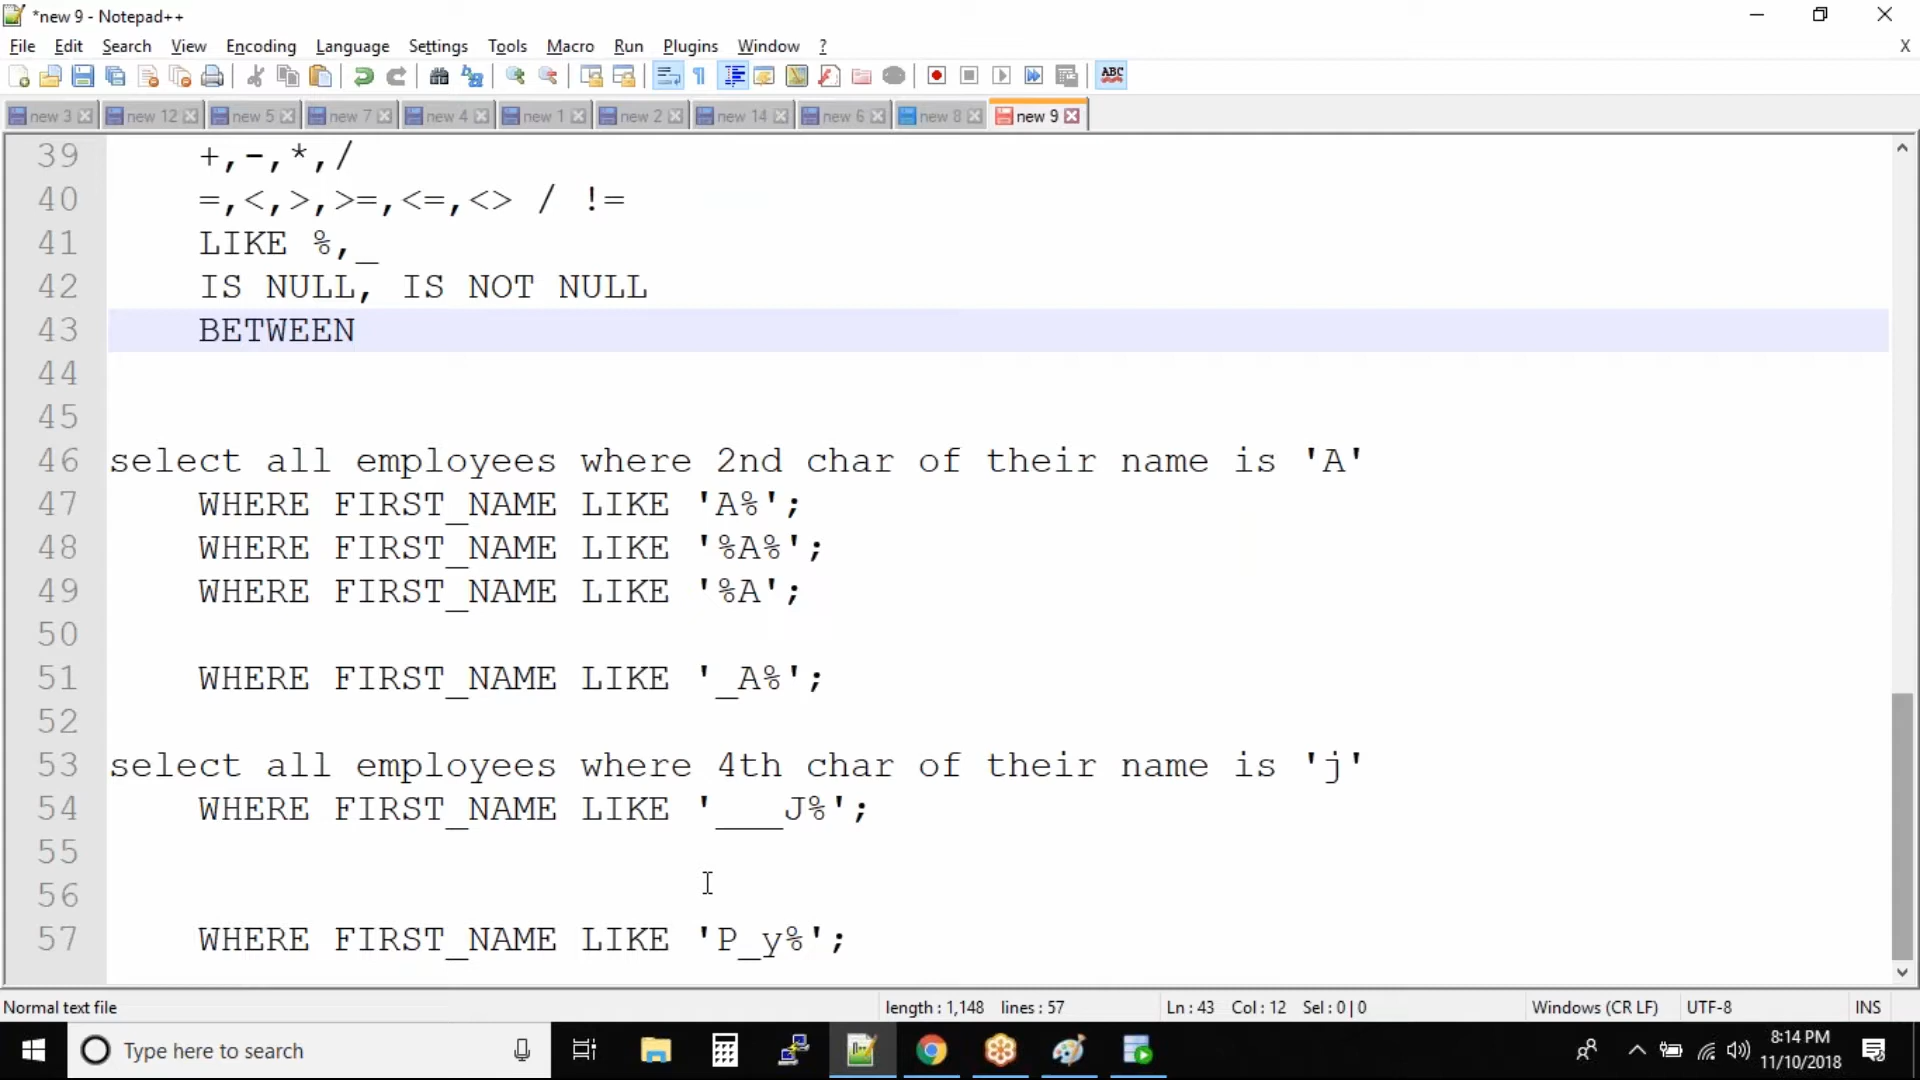 *new 9 - Notepad++
File Edit Search View Encoding Language Settings Tools Macro Run Plugins Window ? X
ABC
new 3 new 12 new 5 new 7 new 4 new 1 new 2 new 14 new 6 new 8 new 9
39 +,-,*,/
40 =,<,>,>=,<=,<> / !=
41 LIKE %,_
42 IS NULL, IS NOT NULL
43 BETWEEN
44
45
46 select all employees where 2nd char of their name is 'A'
47 WHERE FIRST_NAME LIKE 'A%';
48 WHERE FIRST_NAME LIKE '%A%';
49 WHERE FIRST_NAME LIKE '%A';
50
51 WHERE FIRST_NAME LIKE '_A%';
52
53 select all employees where 4th char of their name is 'j'
54 WHERE FIRST_NAME LIKE '___J%';
55
56
57 WHERE FIRST_NAME LIKE 'P_y%';
Normal text file length : 1,148 lines : 57 Ln : 43 Col : 12 Sel : 0 | 0 Windows (CR LF) UTF-8 INS
Type here to search
8:14 PM
11/10/2018